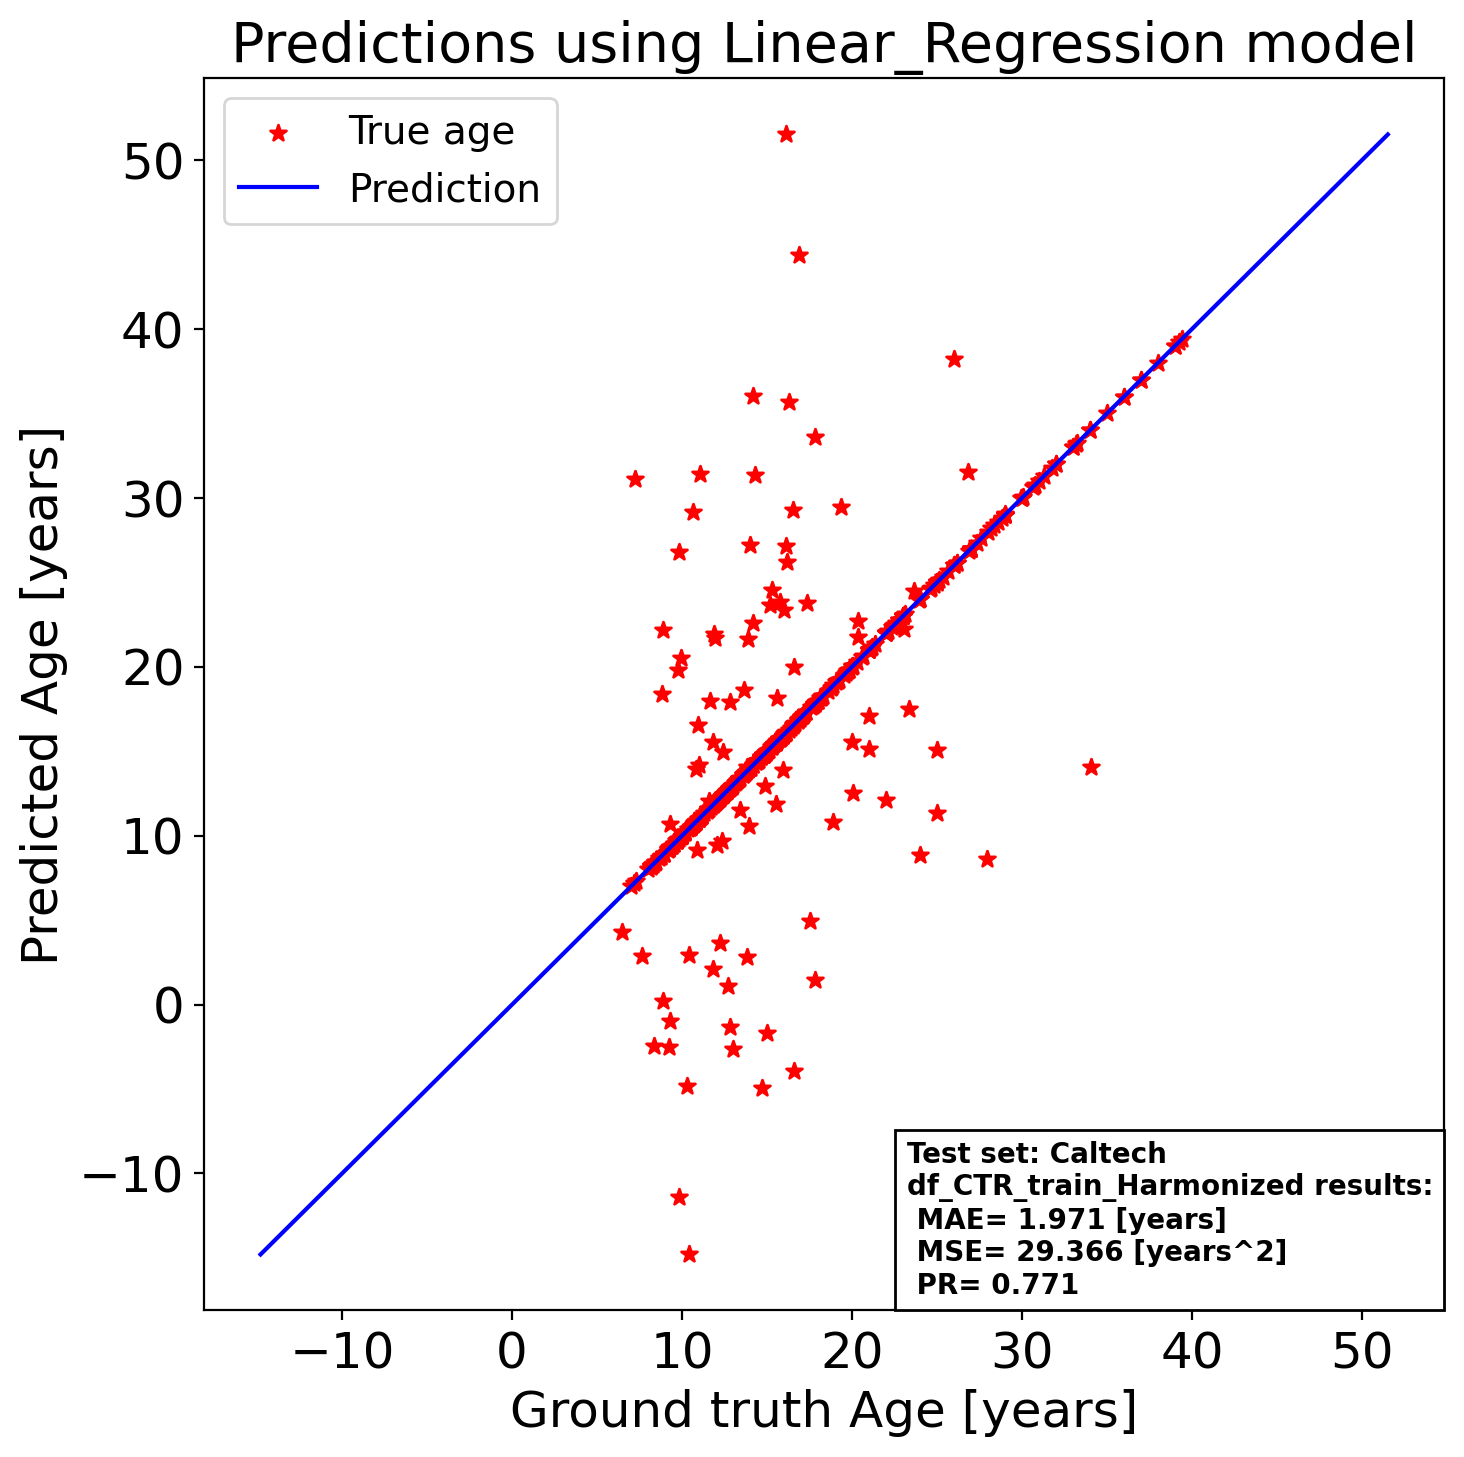 Predictions using Linear_Regression model
True age
Prediction
50
40
30
20
10
0
−10
Predicted Age [years]
Test set: Caltech
df_CTR_train_Harmonized results:
MAE= 1.971 [years]
MSE= 29.366 [years^2]
PR= 0.771
−10 0 10 20 30 40 50
Ground truth Age [years]